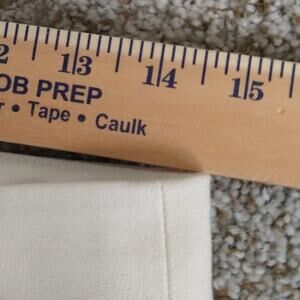 2 13 14 15
OB PREP
r • Tape • Caulk